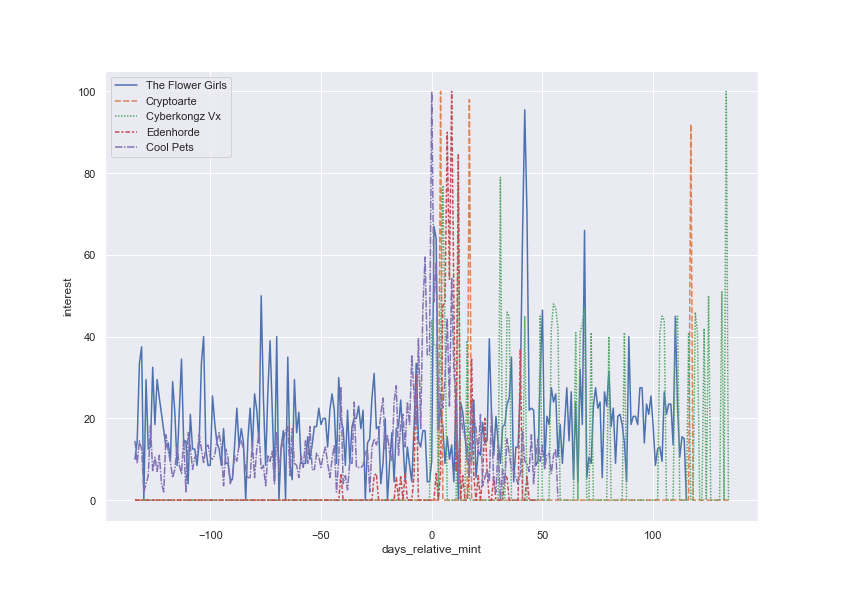 The Flower Girls
Cryptoarte
Cyberkongz Vx
Edenhorde
Cool Pets
interest
100
80
60
40
20
0
−100
−50
0
50
100
days_relative_mint